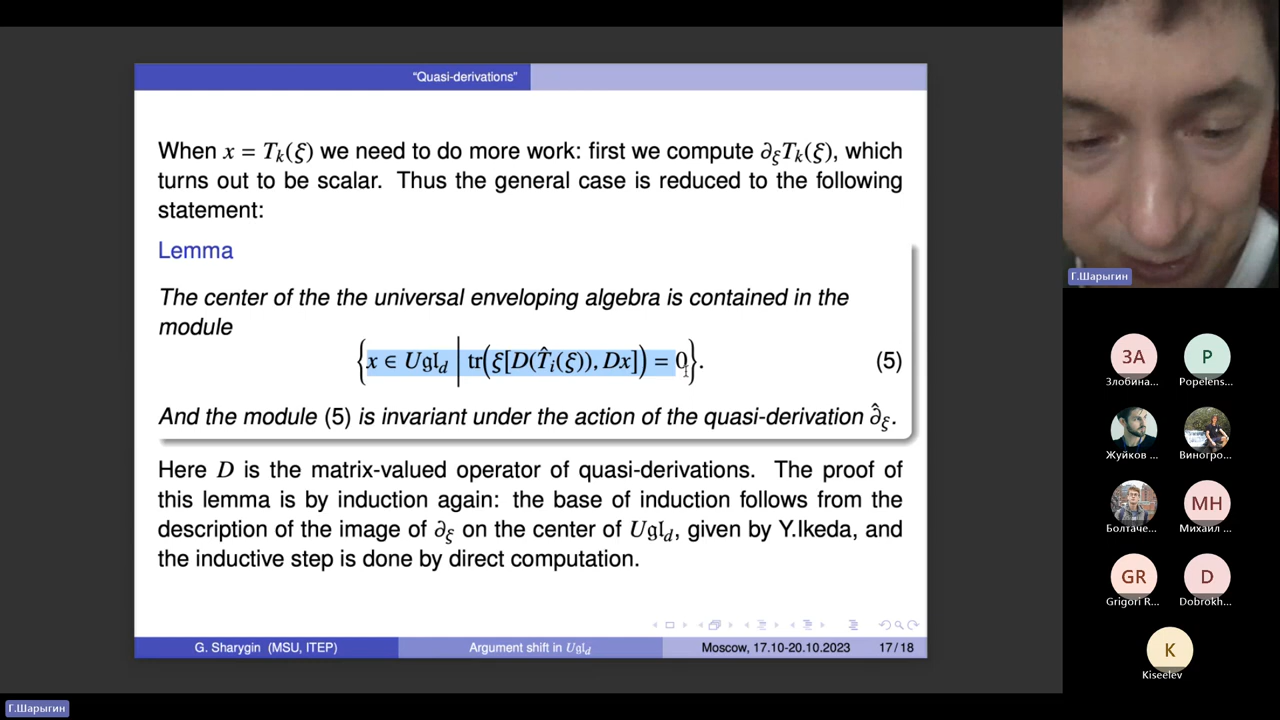 “Quasi-derivations”
When x = T_k(ξ) we need to do more work: first we compute ∂_ξT_k(ξ), which
turns out to be scalar. Thus the general case is reduced to the following
statement:
Lemma
The center of the the universal enveloping algebra is contained in the
module
{x ∈ U𝔤𝔩_d | tr(ξ[D(T̂_i(ξ)), Dx]) = 0}. (5)
And the module (5) is invariant under the action of the quasi-derivation ∂̂_ξ.
Here D is the matrix-valued operator of quasi-derivations. The proof of
this lemma is by induction again: the base of induction follows from the
description of the image of ∂_ξ on the center of U𝔤𝔩_d, given by Y.Ikeda, and
the inductive step is done by direct computation.
G. Sharygin (MSU, ITEP) Argument shift in U𝔤𝔩_d Moscow, 17.10-20.10.2023 17 / 18
Г.Шарыгин
Г.Шарыгин
ЗА P
Злобина... Popelens...
Жуйков ... Виногро...
МН
Болтаче... Михаил ...
GR D
Grigori R... Dobrokh...
K
Kiseelev